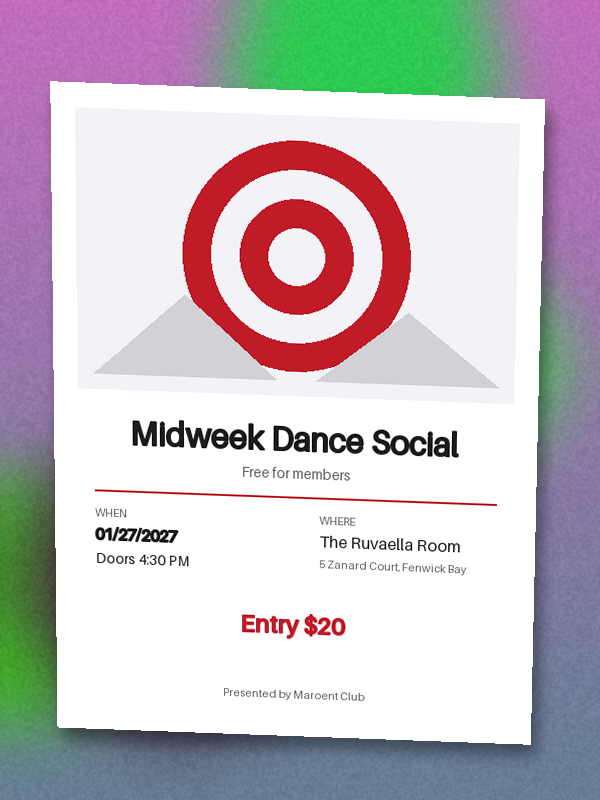 Midweek Dance Social
Free for members
WHEN
01/27/2027
Doors 4:30 PM
WHERE
The Ruvaella Room
5 Zanard Court, Fenwick Bay
Entry $20
Presented by Maroent Club